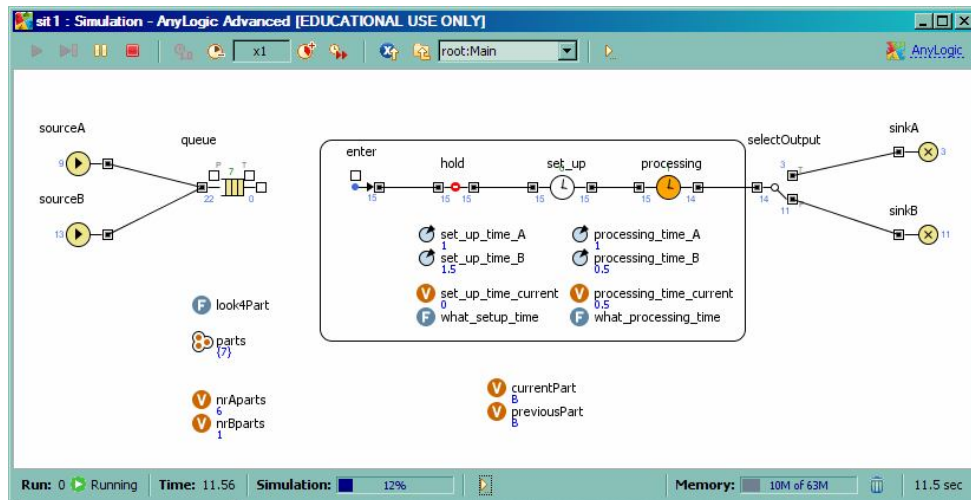 sit1 : Simulation - AnyLogic Advanced [EDUCATIONAL USE ONLY]
x1 root:Main AnyLogic
sourceA
9
sourceB
13
queue
P T
7
22 0
enter
15
hold
15 15
set_up
0
15 15
processing
15 14
set_up_time_A
1
set_up_time_B
1.5
set_up_time_current
0
what_setup_time
processing_time_A
1
processing_time_B
0.5
processing_time_current
0.5
what_processing_time
selectOutput
3 T
14
11 F
sinkA
3
sinkB
11
look4Part
parts
{7}
nrAparts
6
nrBparts
1
currentPart
B
previousPart
B
Run: 0 Running Time: 11.56 Simulation: 12% Memory: 10M of 63M 11.5 sec